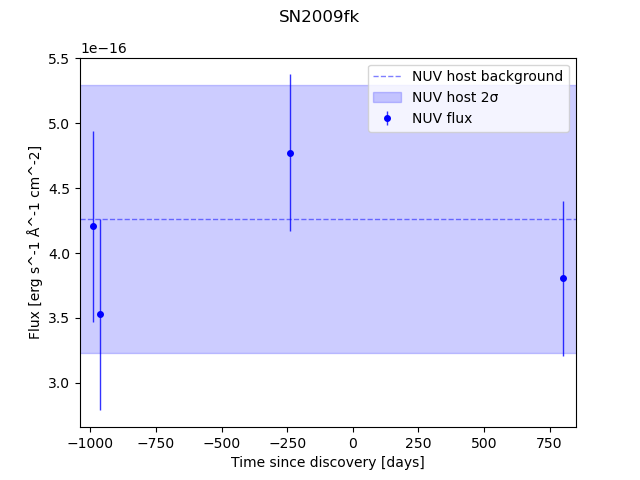 SN2009fk
1e−16
NUV host background
NUV host 2σ
NUV flux
5.5
5.0
4.5
4.0
3.5
3.0
Flux [erg s^-1 Å^-1 cm^-2]
−1000 −750 −500 −250 0 250 500 750
Time since discovery [days]